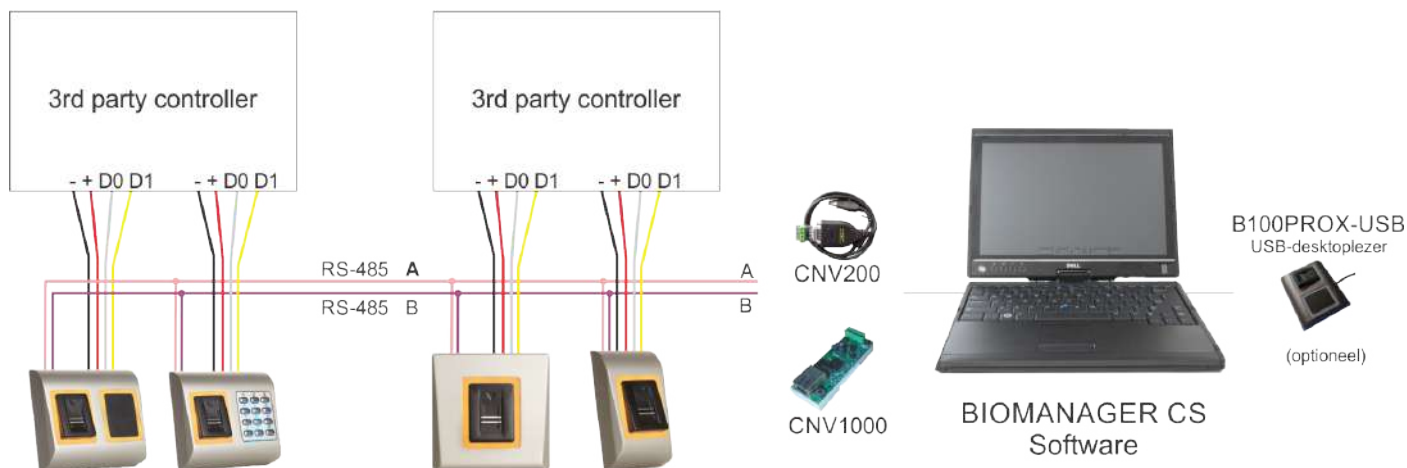 3rd party controller
3rd party controller
- + D0 D1
- + D0 D1
- + D0 D1
- + D0 D1
RS-485 A
RS-485 B
A
B
CNV200
CNV1000
DELL
BIOMANAGER CS
Software
B100PROX-USB
USB-desktoplezer
(optioneel)